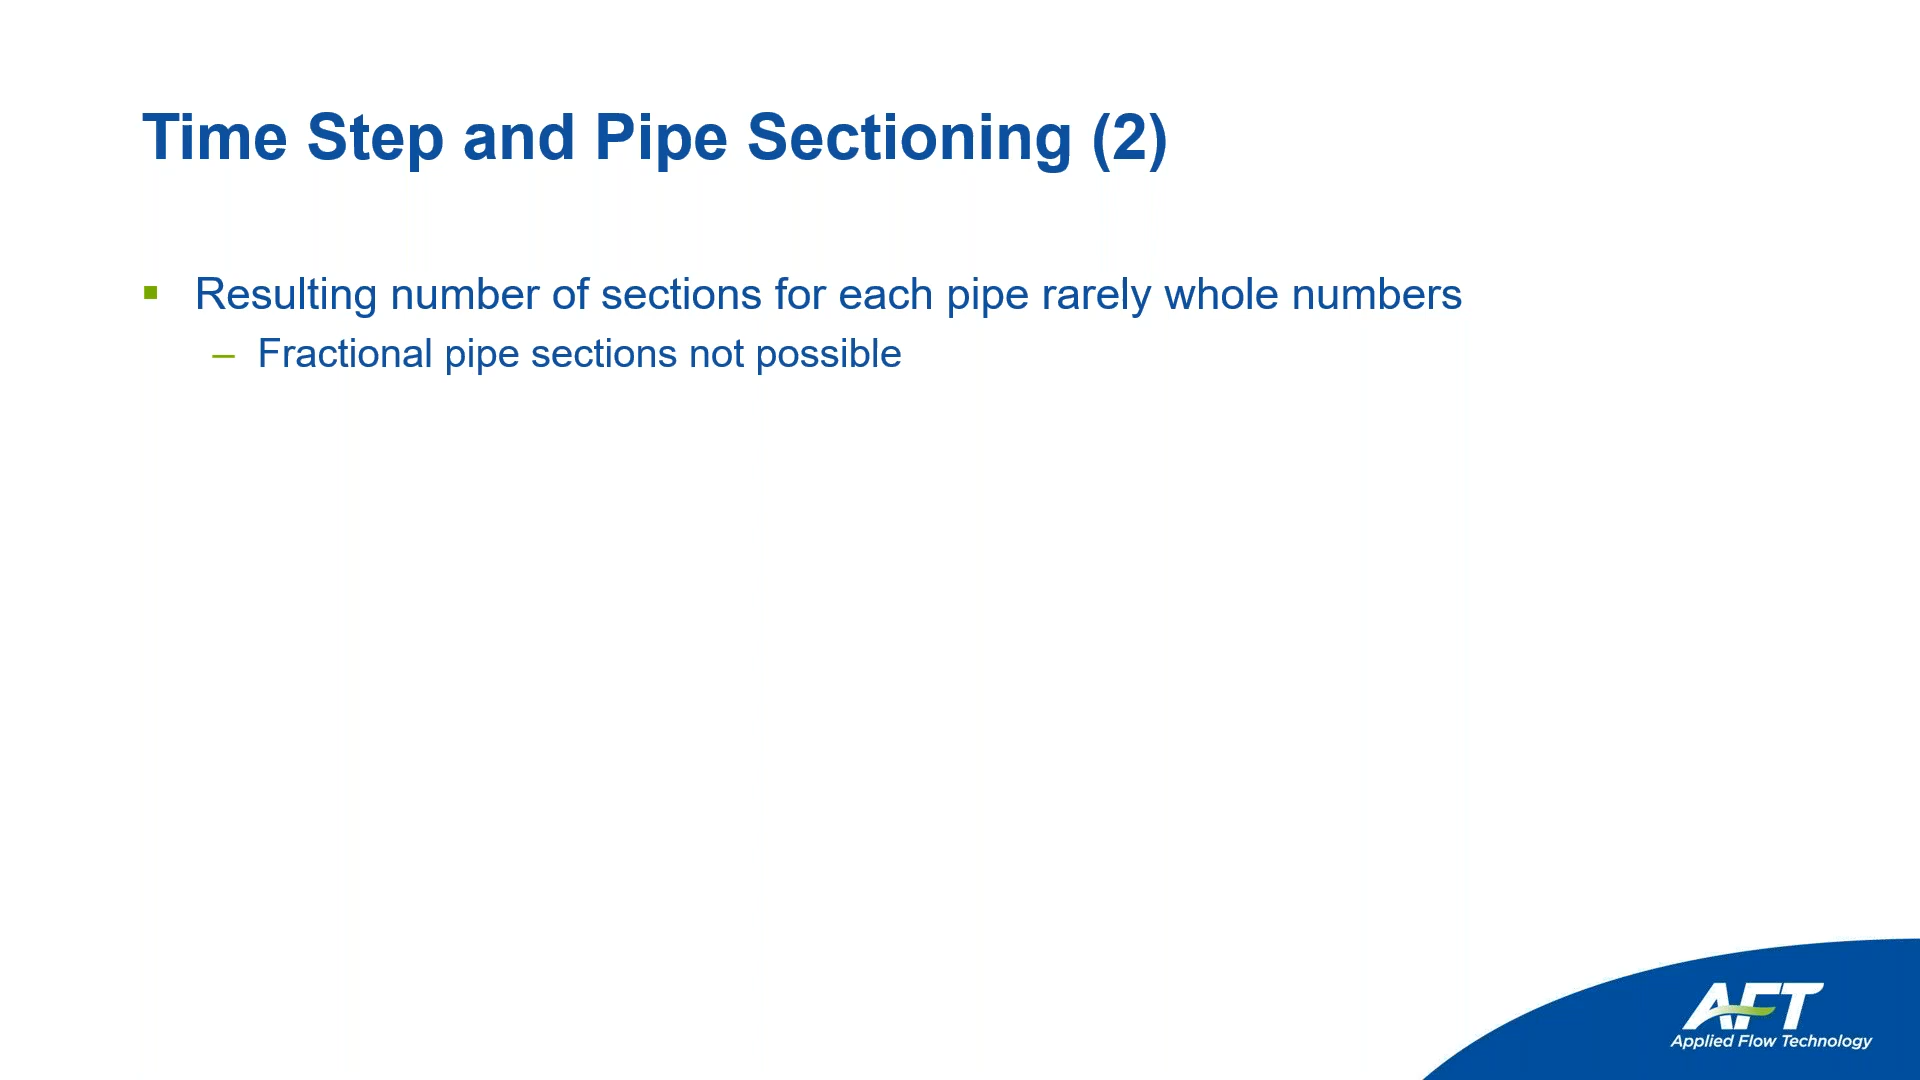 Time Step and Pipe Sectioning (2)
▪ Resulting number of sections for each pipe rarely whole numbers
– Fractional pipe sections not possible
AFT
Applied Flow Technology